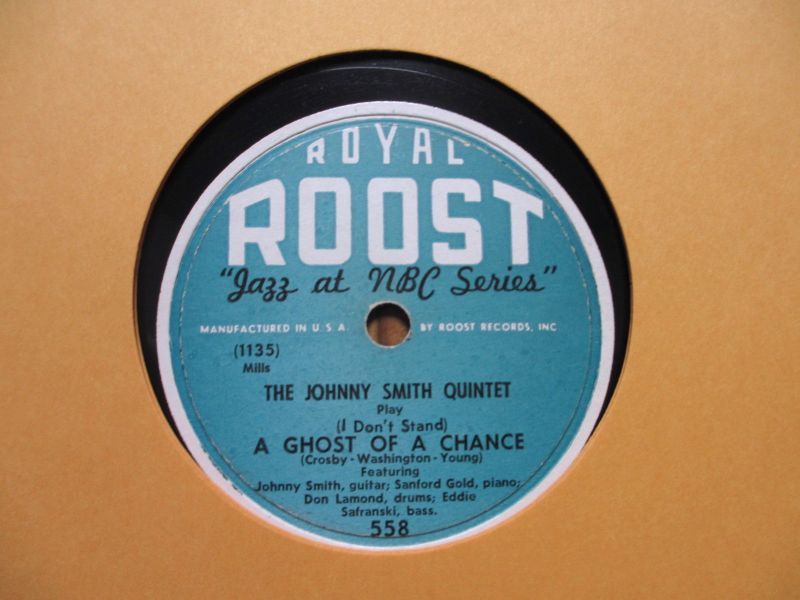 ROYAL
ROOST
"Jazz at NBC Series"
MANUFACTURED IN U. S. A. BY ROOST RECORDS, INC
(1135)
Mills
THE JOHNNY SMITH QUINTET
Play
(I Don't Stand)
A GHOST OF A CHANCE
(Crosby - Washington - Young)
Featuring
Johnny Smith, guitar; Sanford Gold, piano;
Don Lamond, drums; Eddie
Safranski, bass.
558